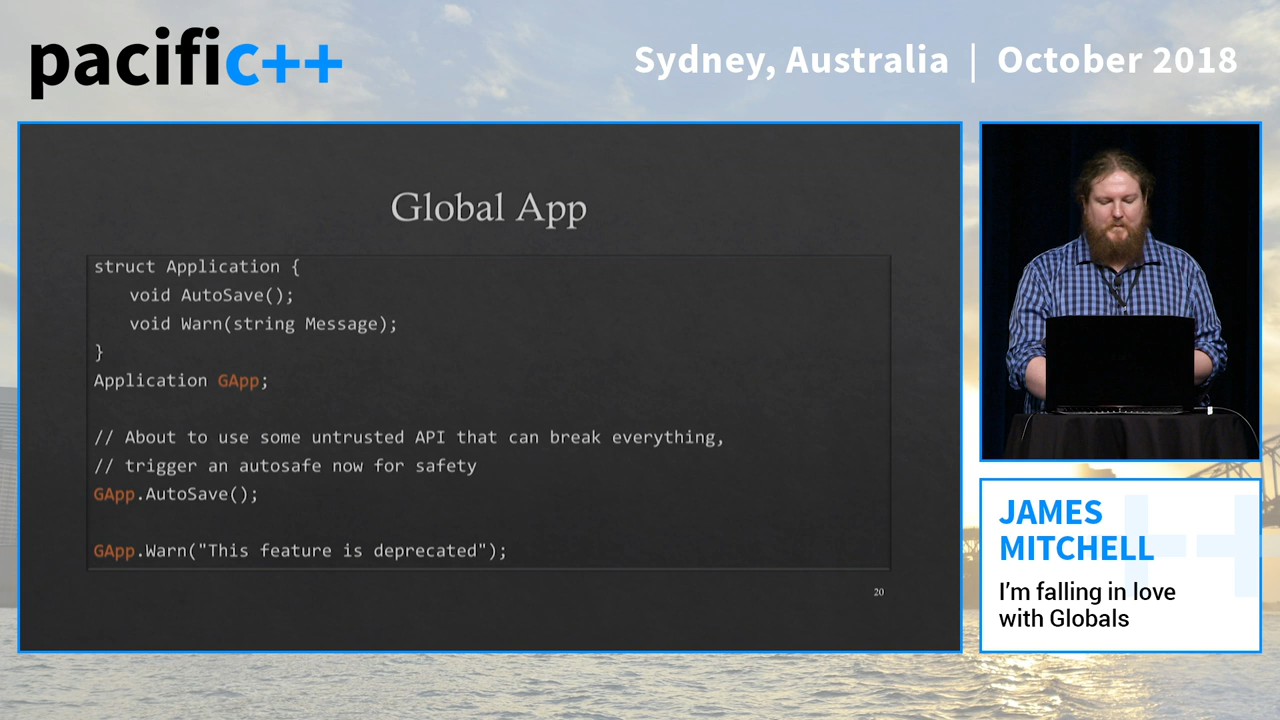 pacific++
Sydney, Australia | October 2018
Global App
struct Application {
void AutoSave();
void Warn(string Message);
}
Application GApp;
// About to use some untrusted API that can break everything,
// trigger an autosafe now for safety
GApp.AutoSave();
GApp.Warn("This feature is deprecated");
20
JAMES
MITCHELL
I'm falling in love
with Globals